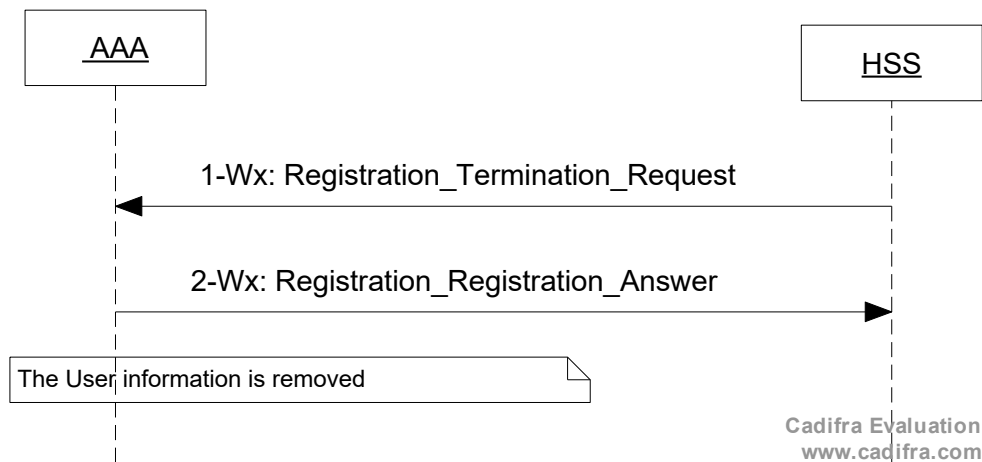 AAA
HSS
1-Wx: Registration_Termination_Request
2-Wx: Registration_Registration_Answer
The User information is removed
Cadifra Evaluation
www.cadifra.com